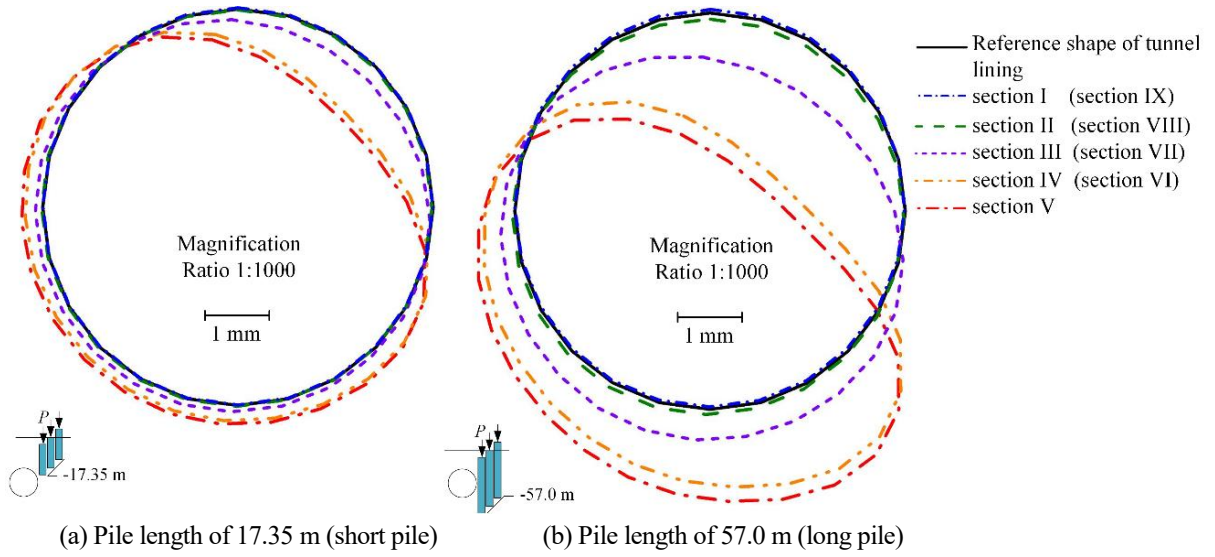 Reference shape of tunnel
lining
section I (section IX)
section II (section VIII)
section III (section VII)
section IV (section VI)
section V
Magnification
Ratio 1:1000
1 mm
Magnification
Ratio 1:1000
1 mm
P
-17.35 m
P
-57.0 m
(a) Pile length of 17.35 m (short pile)
(b) Pile length of 57.0 m (long pile)